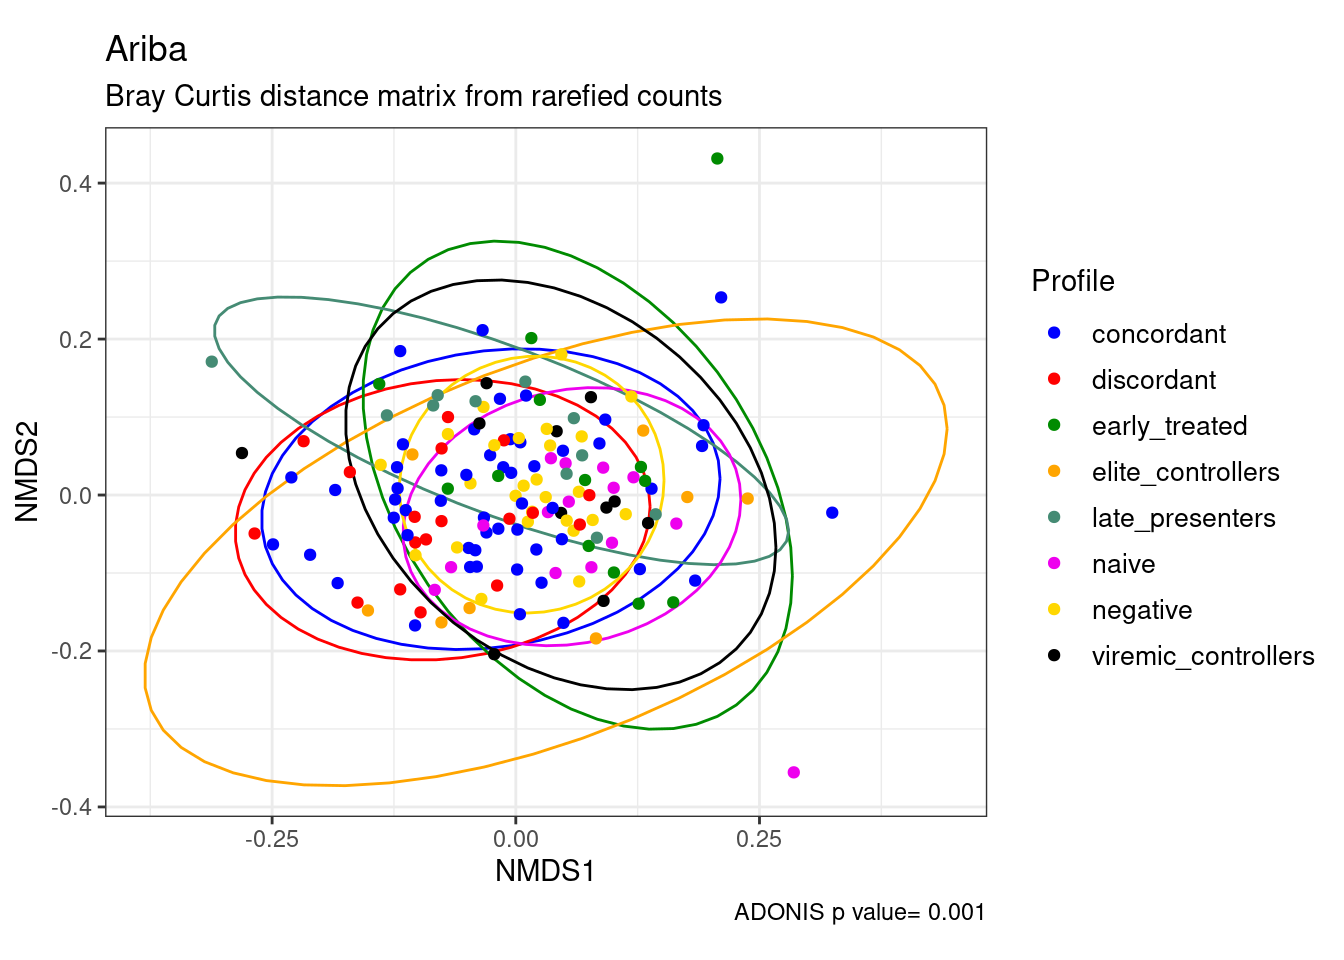 Ariba
Bray Curtis distance matrix from rarefied counts
NMDS2
0.4
0.2
0.0
-0.2
-0.4
-0.25
0.00
0.25
NMDS1
Profile
concordant
discordant
early_treated
elite_controllers
late_presenters
naive
negative
viremic_controllers
ADONIS p value= 0.001